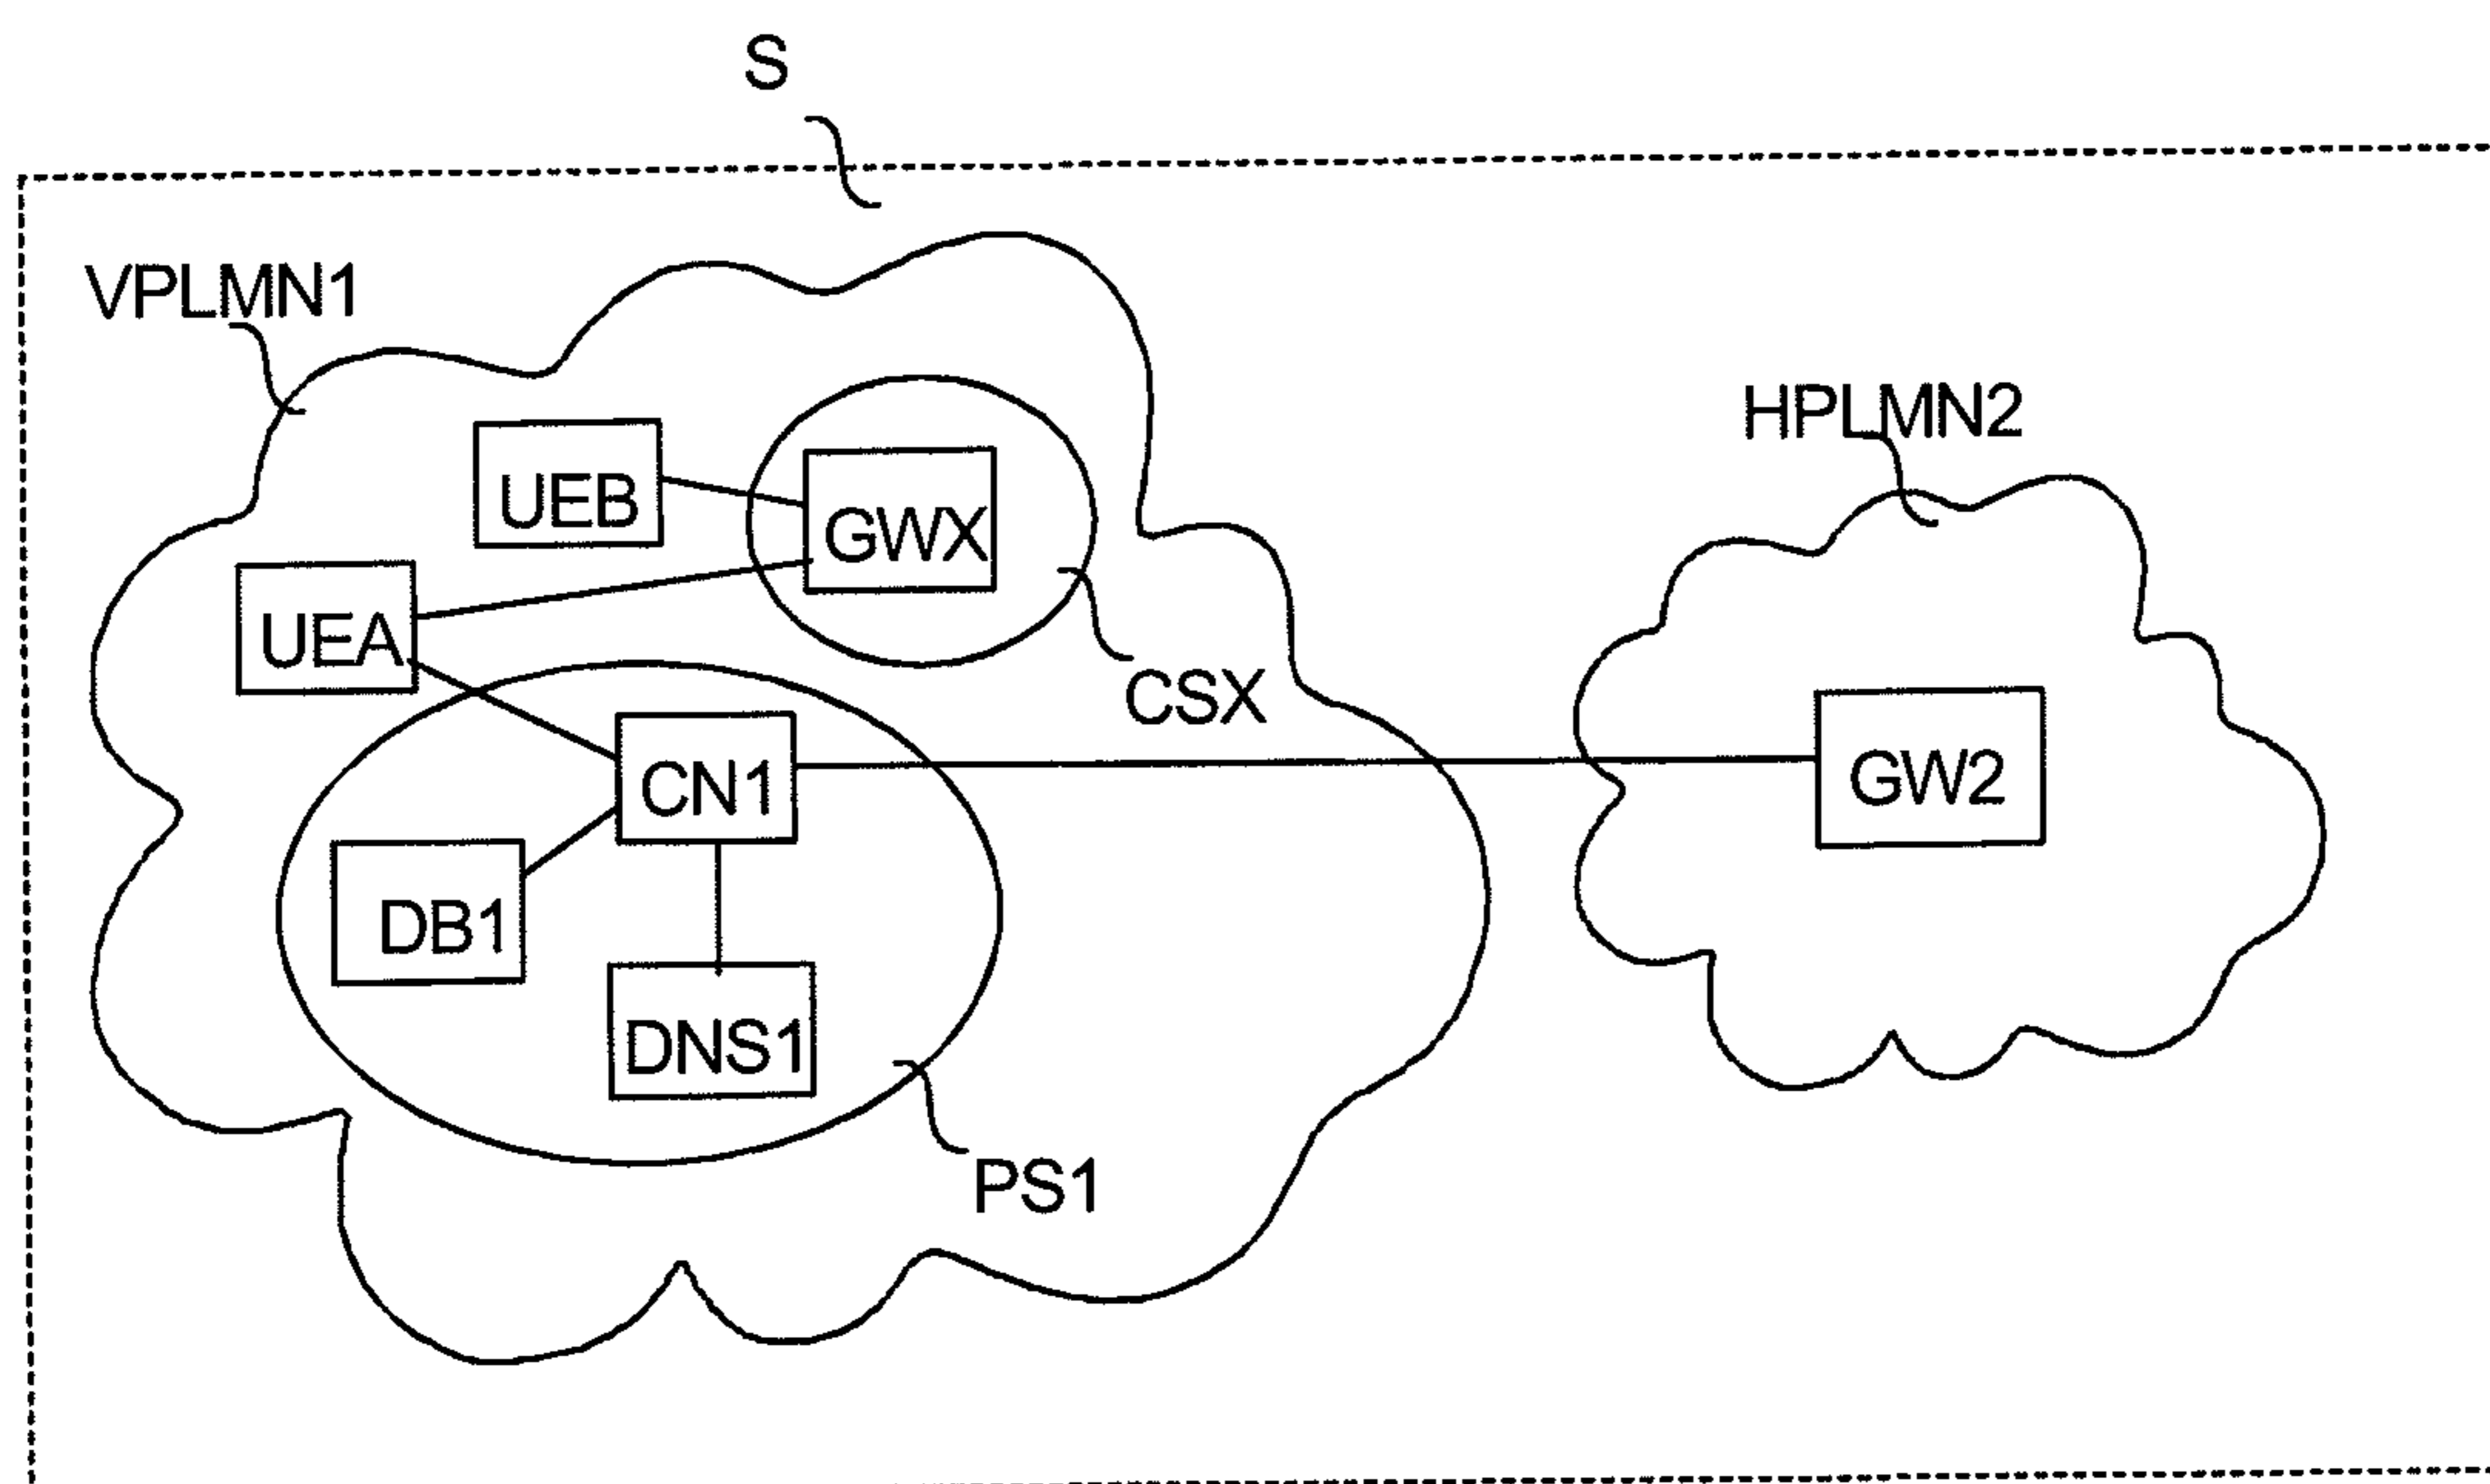 S
VPLMN1
HPLMN2
UEB
GWX
UEA
CSX
CN1
GW2
DB1
DNS1
PS1